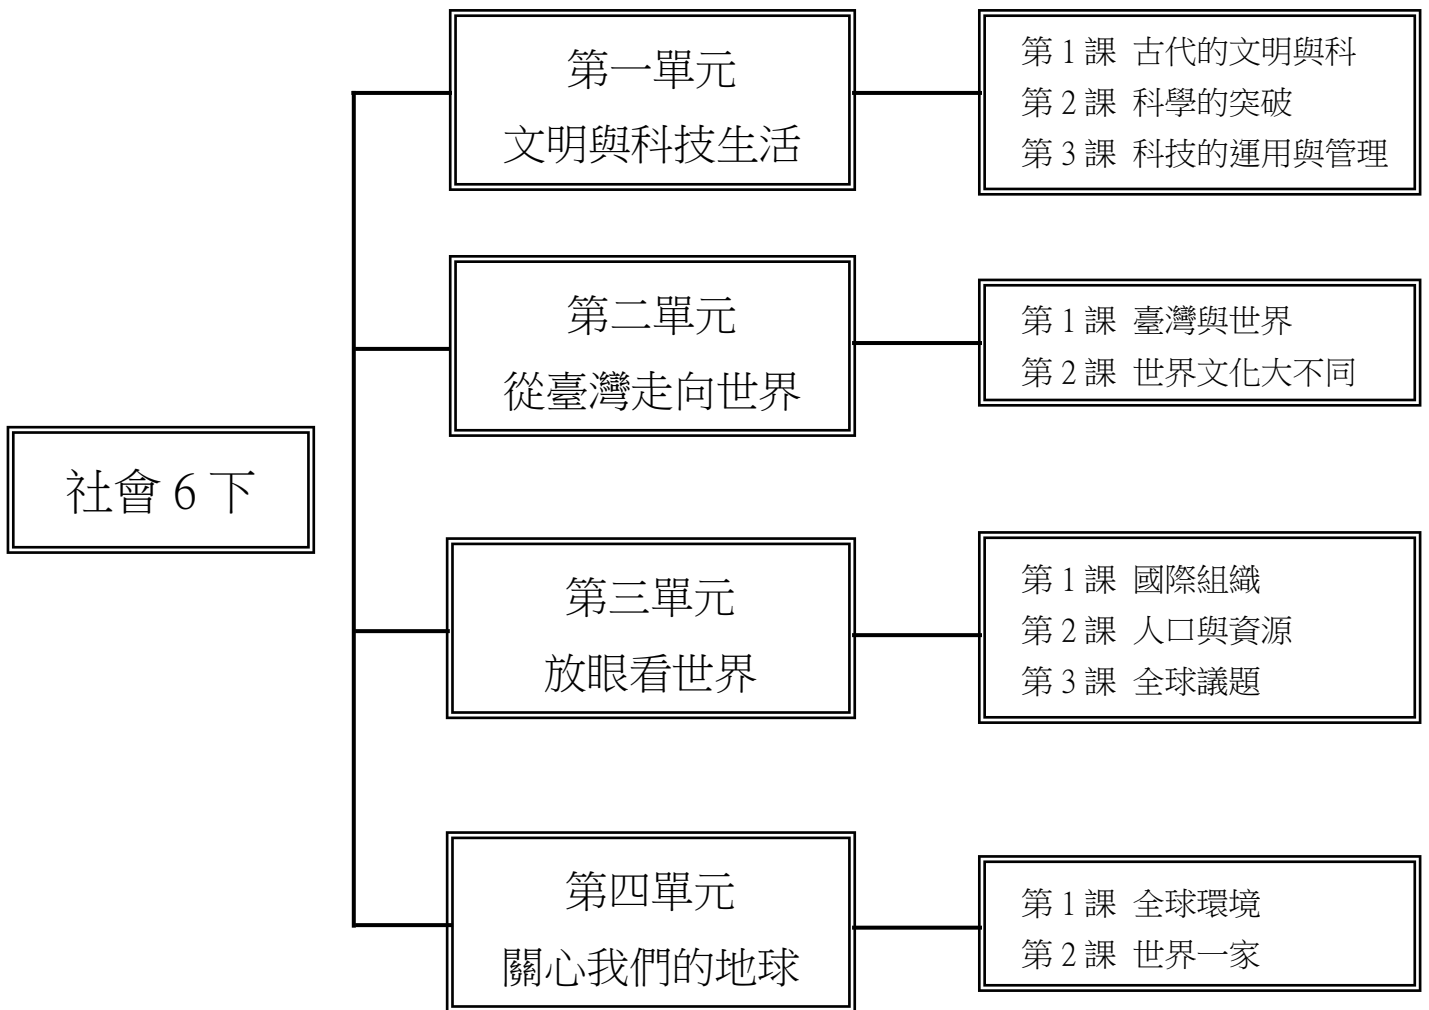 社會 6 下
第一單元
文明與科技生活
第 1 課 古代的文明與科
第 2 課 科學的突破
第 3 課 科技的運用與管理
第二單元
從臺灣走向世界
第 1 課 臺灣與世界
第 2 課 世界文化大不同
第三單元
放眼看世界
第 1 課 國際組織
第 2 課 人口與資源
第 3 課 全球議題
第四單元
關心我們的地球
第 1 課 全球環境
第 2 課 世界一家